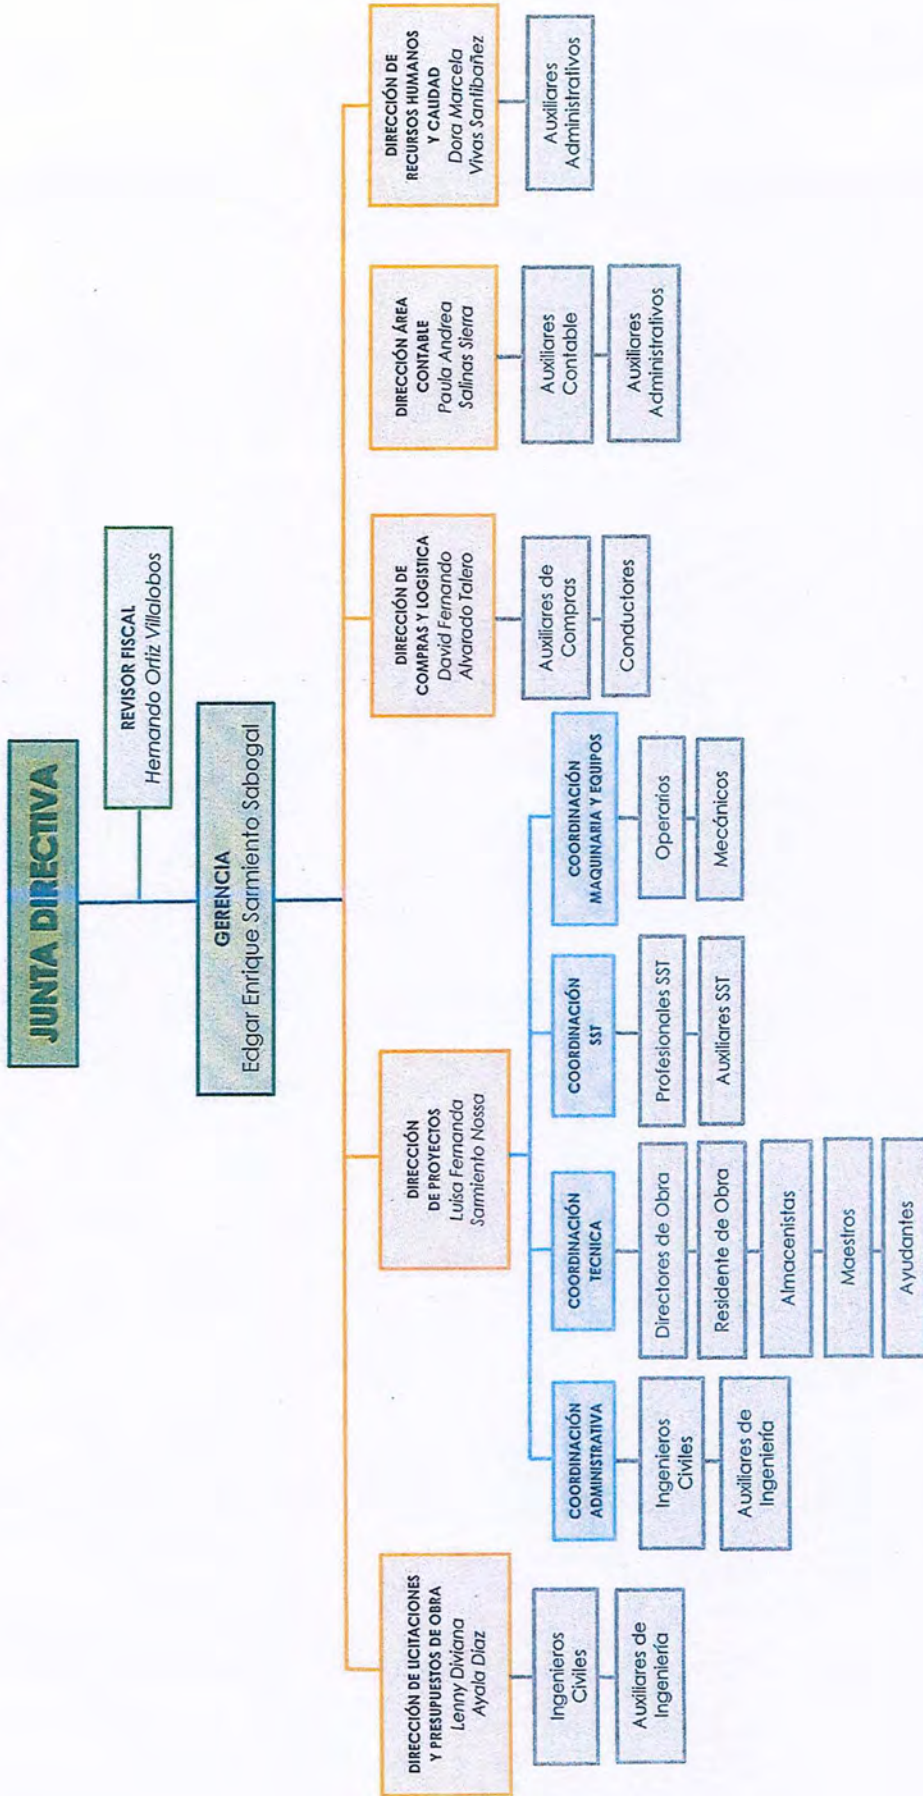 JUNTA DIRECTIVA
REVISOR FISCAL
Hernando Ortiz Villalobos
GERENCIA
Edgar Enrique Sarmiento Sabogal
DIRECCIÓN DE LICITACIONES
Y PRESUPUESTOS DE OBRA
Lenny Diviana
Ayala Diaz
Ingenieros
Civiles
Auxiliares de
Ingeniería
DIRECCIÓN
DE PROYECTOS
Luisa Fernanda
Sarmiento Nossa
COORDINACIÓN
ADMINISTRATIVA
Ingenieros
Civiles
Auxiliares de
Ingeniería
COORDINACIÓN
TECNICA
Directores de Obra
Residente de Obra
Almacenistas
Maestros
Ayudantes
COORDINACIÓN
SST
Profesionales SST
Auxiliares SST
COORDINACIÓN
MAQUINARIA Y EQUIPOS
Operarios
Mecánicos
DIRECCIÓN DE
COMPRAS Y LOGISTICA
David Fernando
Alvarado Talero
Auxiliares de
Compras
Conductores
DIRECCIÓN ÁREA
CONTABLE
Paula Andrea
Salinas Sierra
Auxiliares
Contable
Auxiliares
Administrativos
DIRECCIÓN DE
RECURSOS HUMANOS
Y CALIDAD
Dora Marcela
Vivas Santibañez
Auxiliares
Administrativos